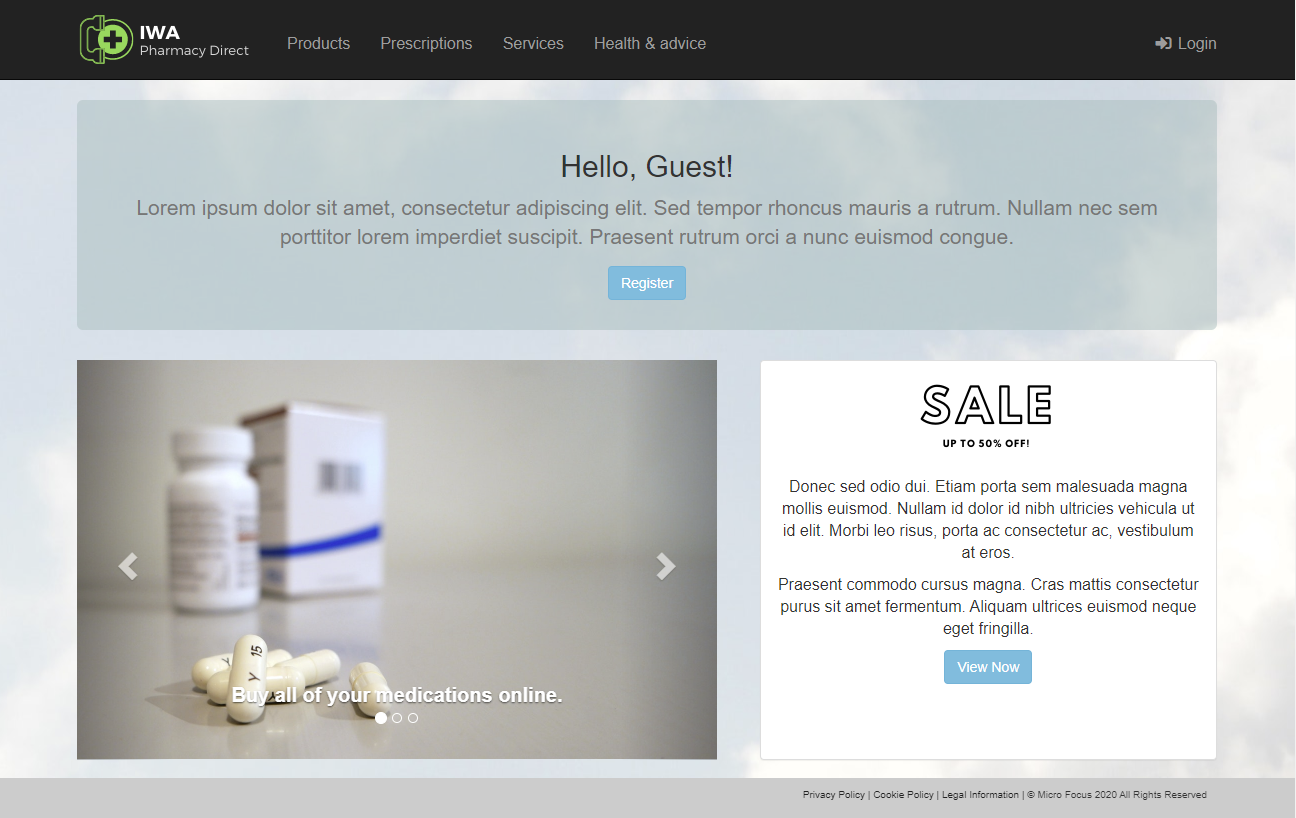 IWA
Pharmacy Direct
Products
Prescriptions
Services
Health & advice
Login
Hello, Guest!
Lorem ipsum dolor sit amet, consectetur adipiscing elit. Sed tempor rhoncus mauris a rutrum. Nullam nec sem
porttitor lorem imperdiet suscipit. Praesent rutrum orci a nunc euismod congue.
Register
Y 15
Y
Buy all of your medications online.
SALE
UP TO 50% OFF!
Donec sed odio dui. Etiam porta sem malesuada magna
mollis euismod. Nullam id dolor id nibh ultricies vehicula ut
id elit. Morbi leo risus, porta ac consectetur ac, vestibulum
at eros.
Praesent commodo cursus magna. Cras mattis consectetur
purus sit amet fermentum. Aliquam ultrices euismod neque
eget fringilla.
View Now
Privacy Policy | Cookie Policy | Legal Information | © Micro Focus 2020 All Rights Reserved